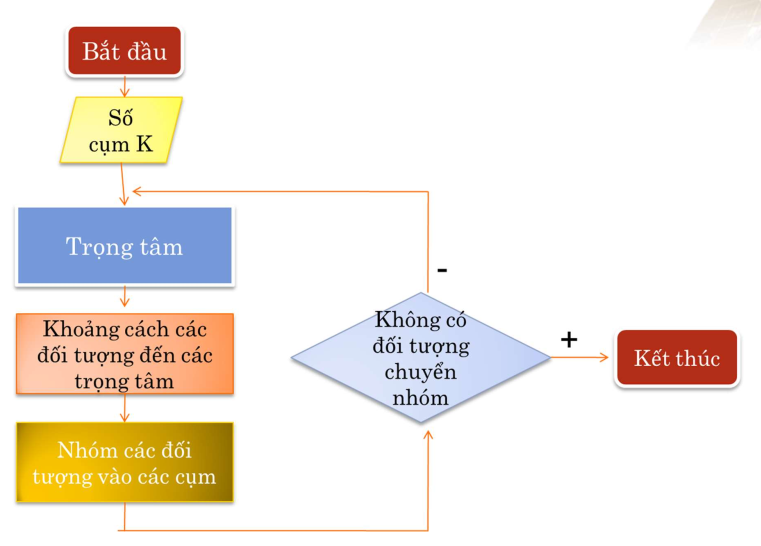 Bắt đầu
Số
cụm K
Trọng tâm
Khoảng cách các
đối tượng đến các
trọng tâm
Nhóm các đối
tượng vào các cụm
Không có
đối tượng
chuyển
nhóm
-
+
Kết thúc